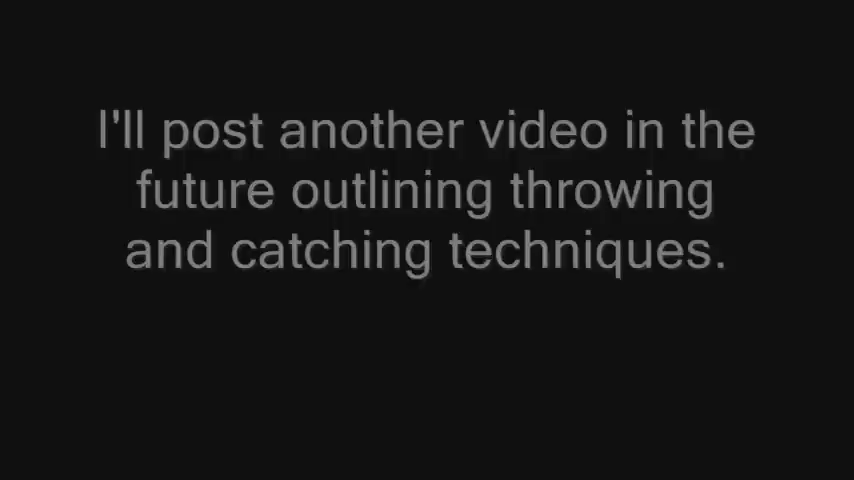 I'll post another video in the
future outlining throwing
and catching techniques.